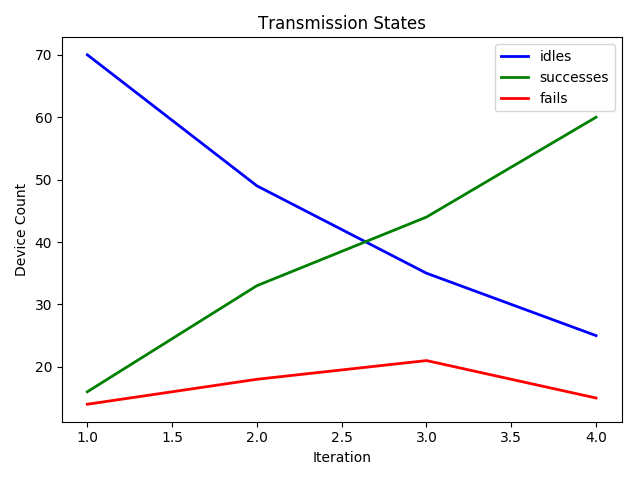 Transmission States
idles
successes
fails
70
60
50
40
30
20
Device Count
1.0 1.5 2.0 2.5 3.0 3.5 4.0
Iteration